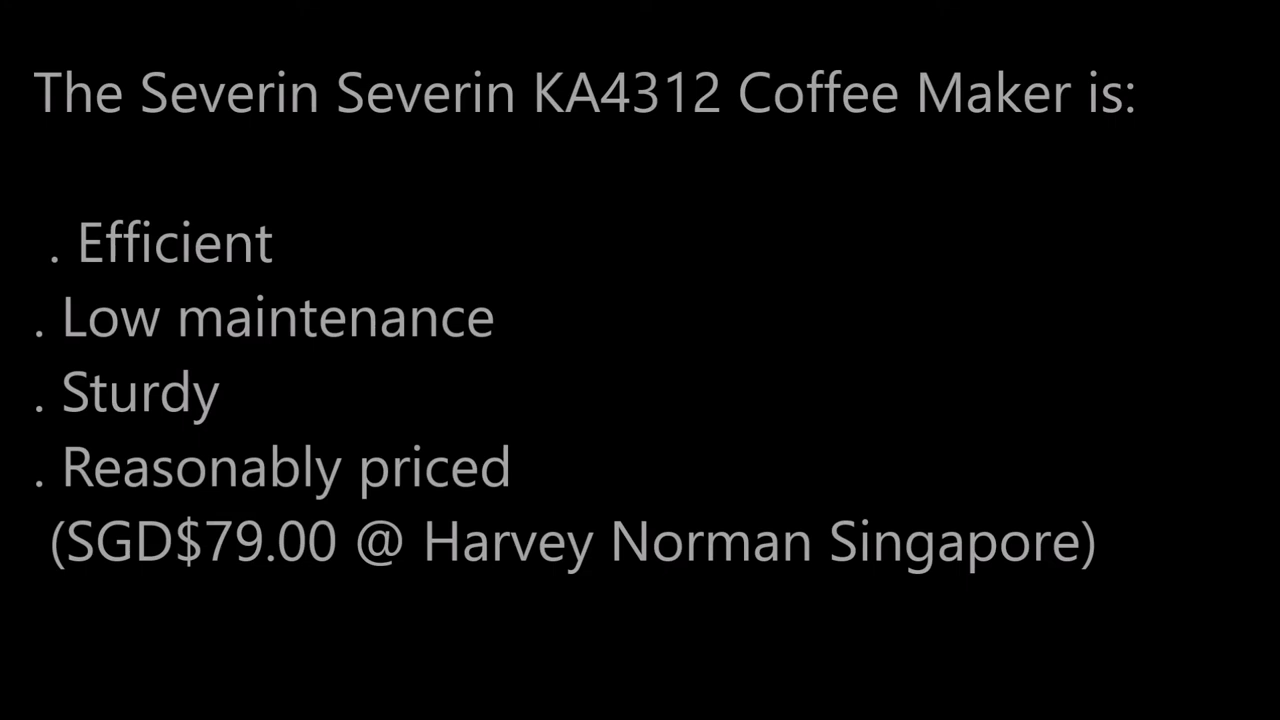 The Severin Severin KA4312 Coffee Maker is:
. Efficient
. Low maintenance
. Sturdy
. Reasonably priced
(SGD$79.00 @ Harvey Norman Singapore)